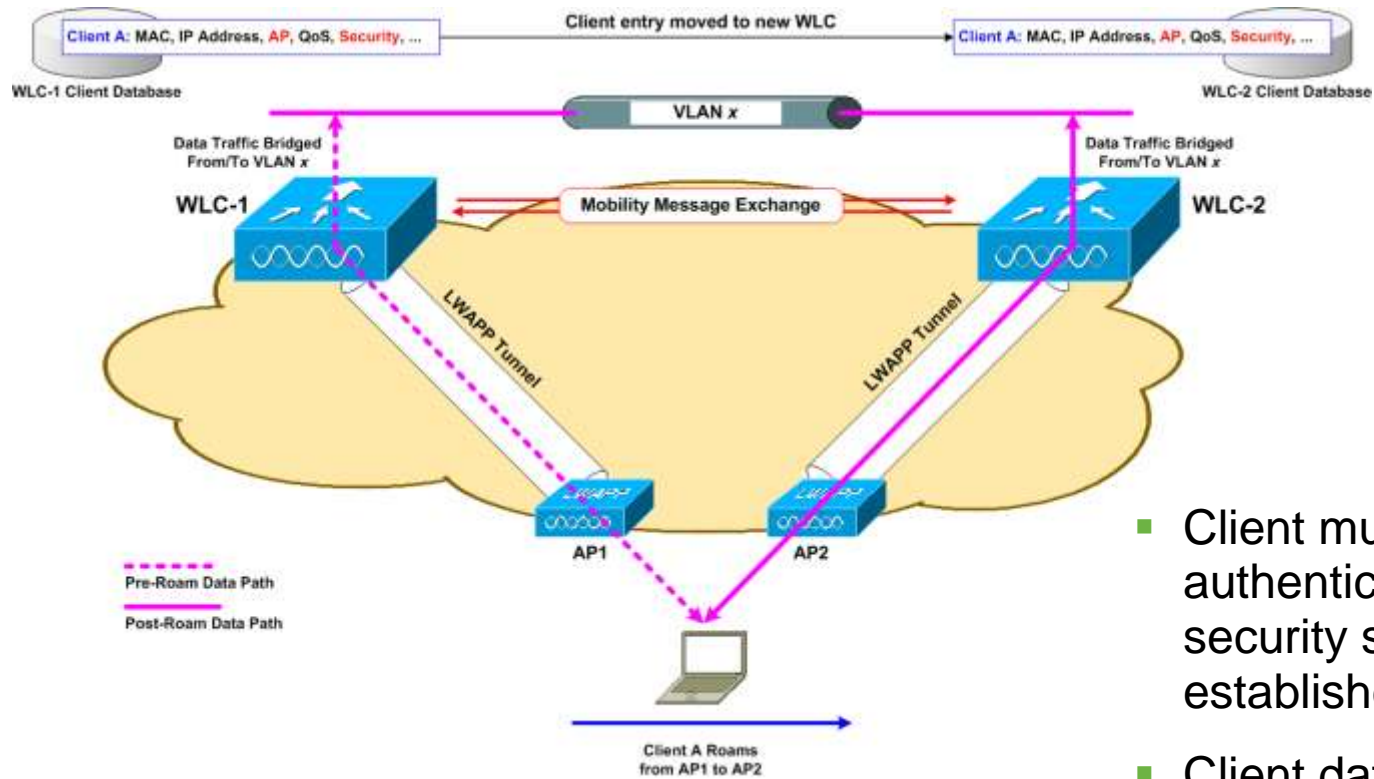 Client entry moved to new WLC
Client A: MAC, IP Address, AP, QoS, Security, ...
Client A: MAC, IP Address, AP, QoS, Security, ...
WLC-1 Client Database
WLC-2 Client Database
VLAN x
Data Traffic Bridged
From/To VLAN x
Data Traffic Bridged
From/To VLAN x
WLC-1
Mobility Message Exchange
WLC-2
LWAPP Tunnel
LWAPP Tunnel
LWAPP
LWAPP
AP1
AP2
Pre-Roam Data Path
Post-Roam Data Path
Client A Roams
from AP1 to AP2
Client
authentic
security s
establishe
Client